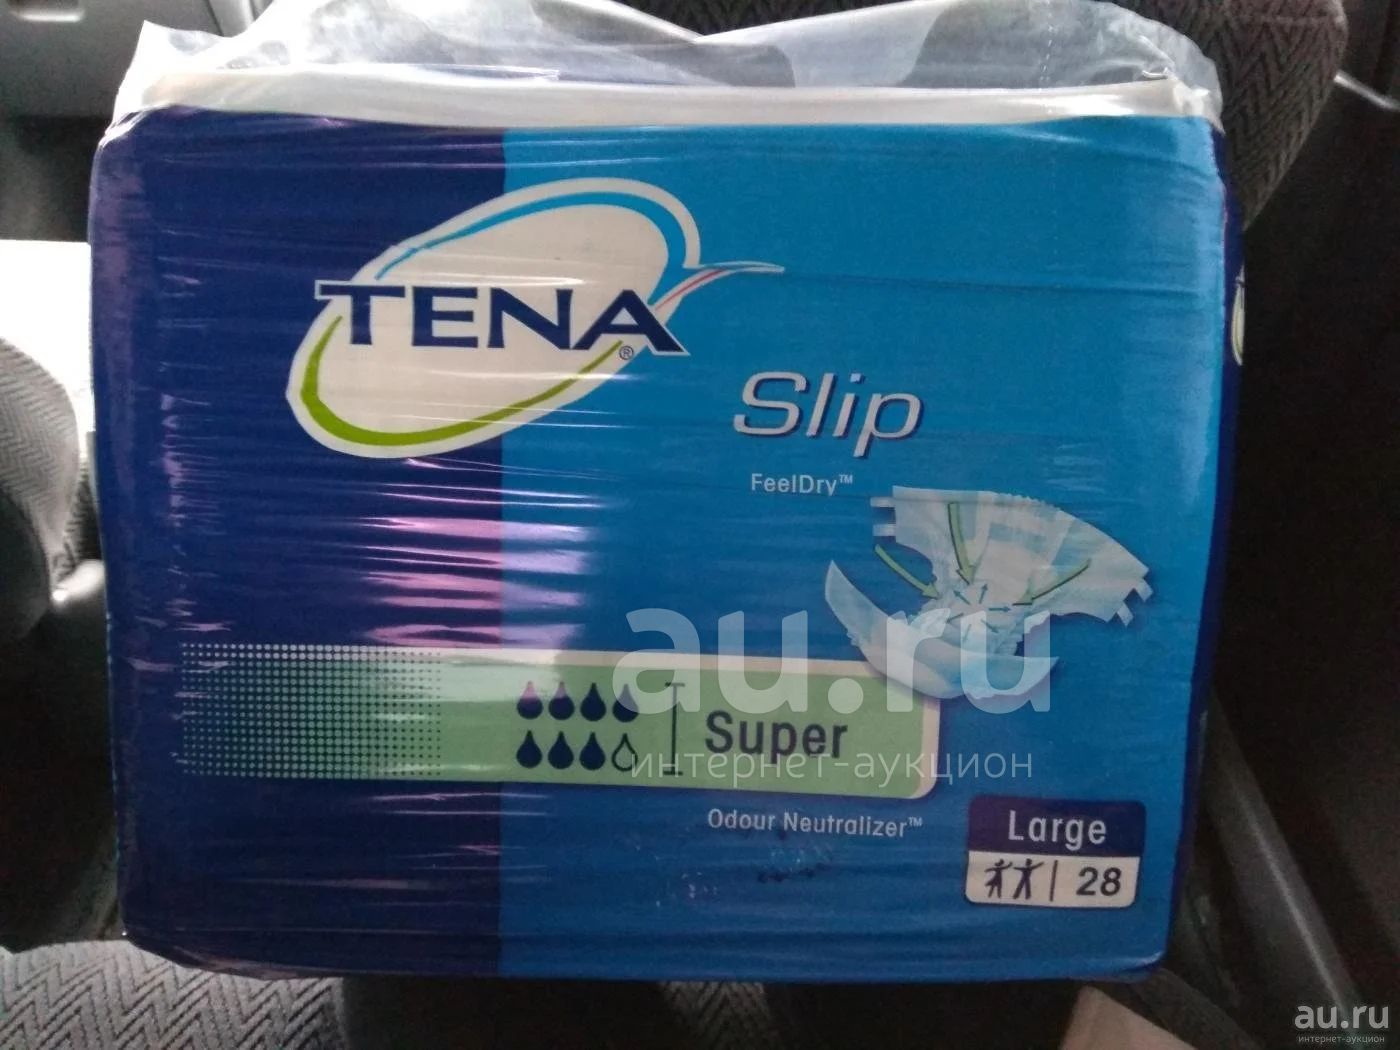 TENA®
Slip
FeelDry™
au.ru
Super
интернет-аукцион
Odour Neutralizer™
Large
28
au.ru
интернет-аукцион